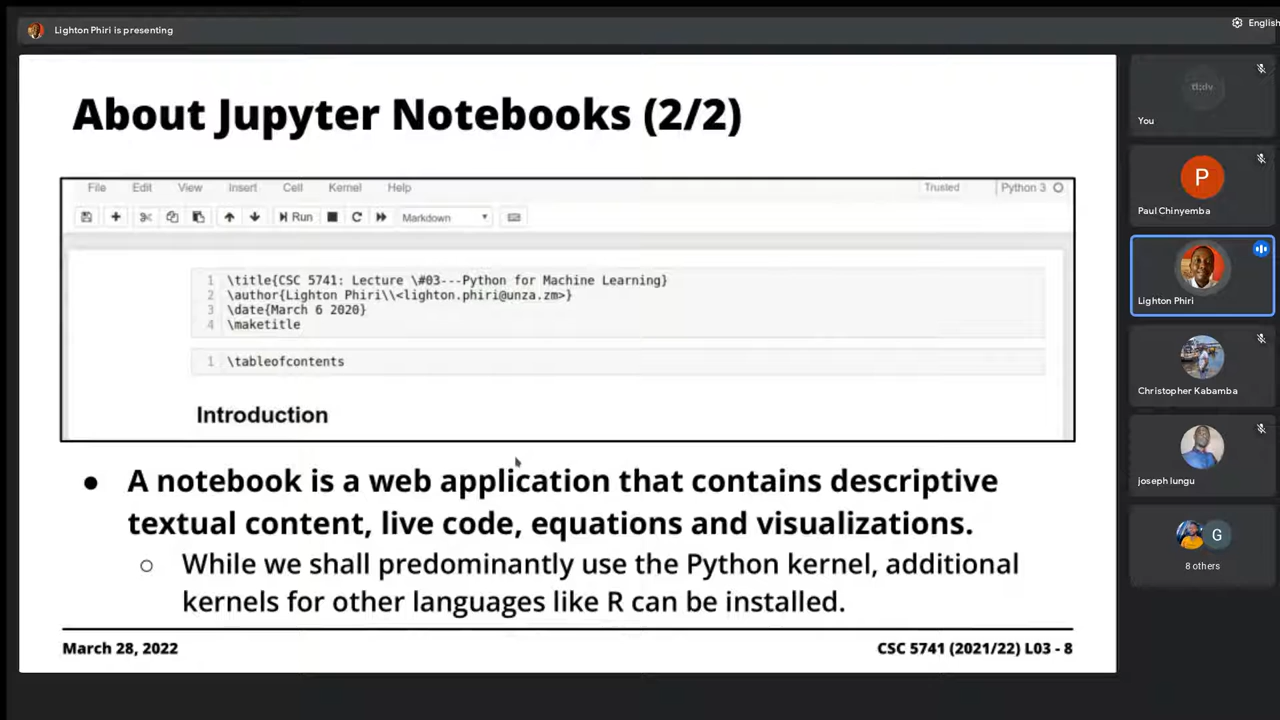 Lighton Phiri is presenting
English
About Jupyter Notebooks (2/2)
File Edit View Insert Cell Kernel Help Trusted Python 3
Run Markdown
1 \title{CSC 5741: Lecture \#03---Python for Machine Learning}
2 \author{Lighton Phiri\\<lighton.phiri@unza.zm>}
3 \date{March 6 2020}
4 \maketitle
1 \tableofcontents
Introduction
● A notebook is a web application that contains descriptive
textual content, live code, equations and visualizations.
○ While we shall predominantly use the Python kernel, additional
kernels for other languages like R can be installed.
March 28, 2022 CSC 5741 (2021/22) L03 - 8
tl;dv
You
P
Paul Chinyemba
Lighton Phiri
Christopher Kabamba
joseph lungu
G
8 others